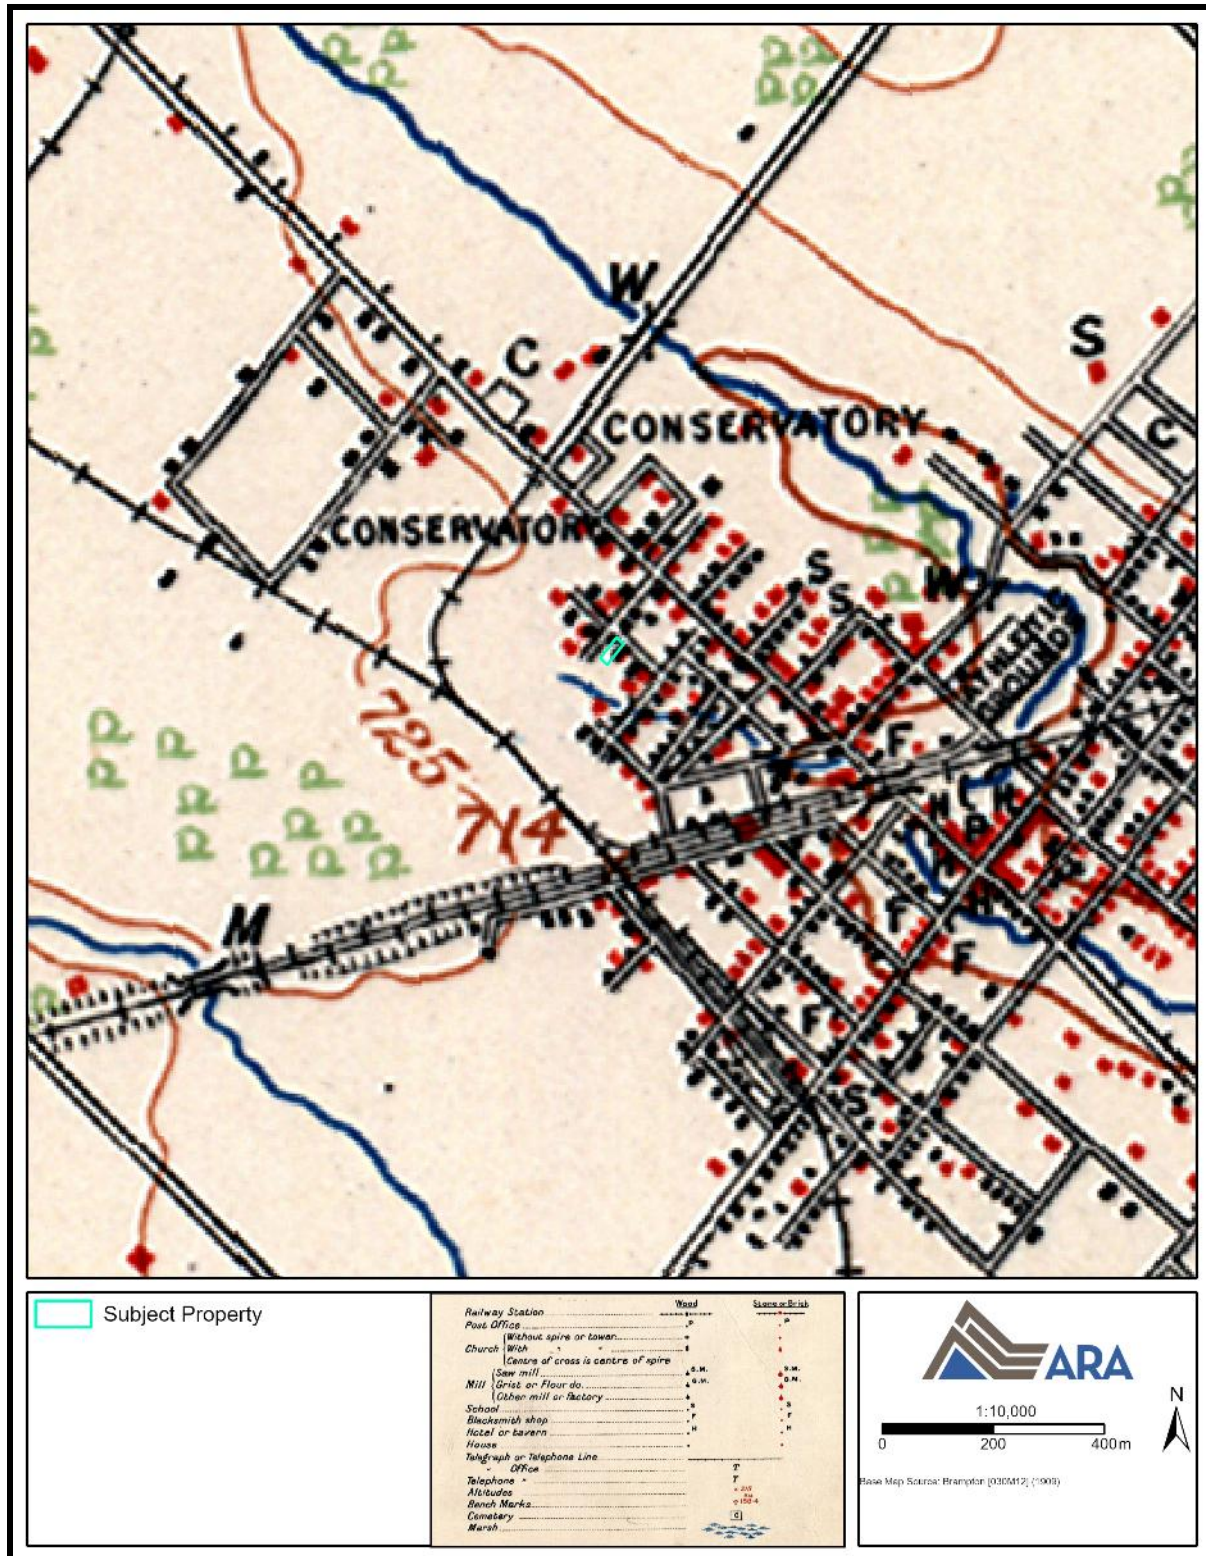 W
S
C
CONSERVATORY
C
CONSERVATORY
S
S
W
ATHLETIC
GROUNDS
725
714
F
H
H
P
H
H
M
F
F
F
S
Subject Property
Wood
Stone or Brick
Railway Station
Post Office
P
P
Without spire or tower
Church
With " "
Centre of cross is centre of spire
Saw mill
S.M.
S.M.
Mill
Grist or Flour do.
G.M.
G.M.
Other mill or factory
School
S
S
Blacksmith shop
F
F
Hotel or tavern
H
H
House
Telegraph or Telephone Line
" Office
T
Telephone "
T
Altitudes
Bench Marks
Cemetery
C
Marsh
ARA
1:10,000
0 200 400m
N
Base Map Source: Brampton [030M12] (1909)